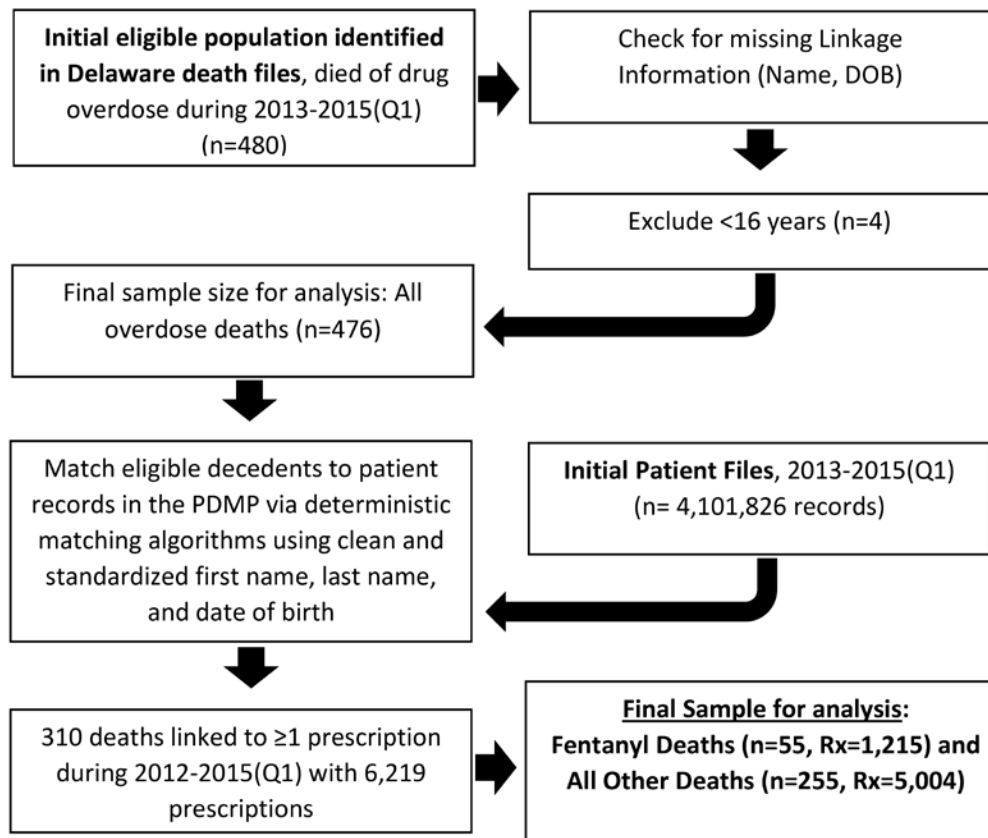 Initial eligible population identified
in Delaware death files, died of drug
overdose during 2013-2015(Q1)
(n=480)
Check for missing Linkage
Information (Name, DOB)
Exclude <16 years (n=4)
Final sample size for analysis: All
overdose deaths (n=476)
Match eligible decedents to patient
records in the PDMP via deterministic
matching algorithms using clean and
standardized first name, last name,
and date of birth
Initial Patient Files, 2013-2015(Q1)
(n= 4,101,826 records)
310 deaths linked to ≥1 prescription
during 2012-2015(Q1) with 6,219
prescriptions
Final Sample for analysis:
Fentanyl Deaths (n=55, Rx=1,215) and
All Other Deaths (n=255, Rx=5,004)